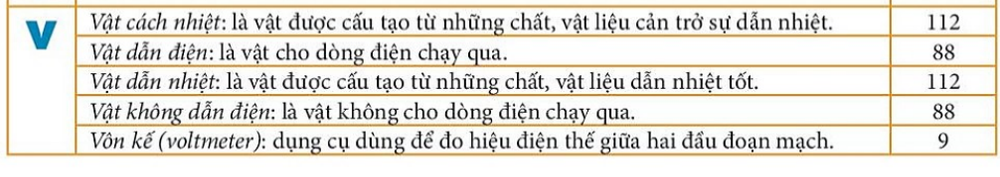 V
Vật cách nhiệt: là vật được cấu tạo từ những chất, vật liệu cản trở sự dẫn nhiệt. 112
Vật dẫn điện: là vật cho dòng điện chạy qua. 88
Vật dẫn nhiệt: là vật được cấu tạo từ những chất, vật liệu dẫn nhiệt tốt. 112
Vật không dẫn điện: là vật không cho dòng điện chạy qua. 88
Vôn kế (voltmeter): dụng cụ dùng để đo hiệu điện thế giữa hai đầu đoạn mạch. 9